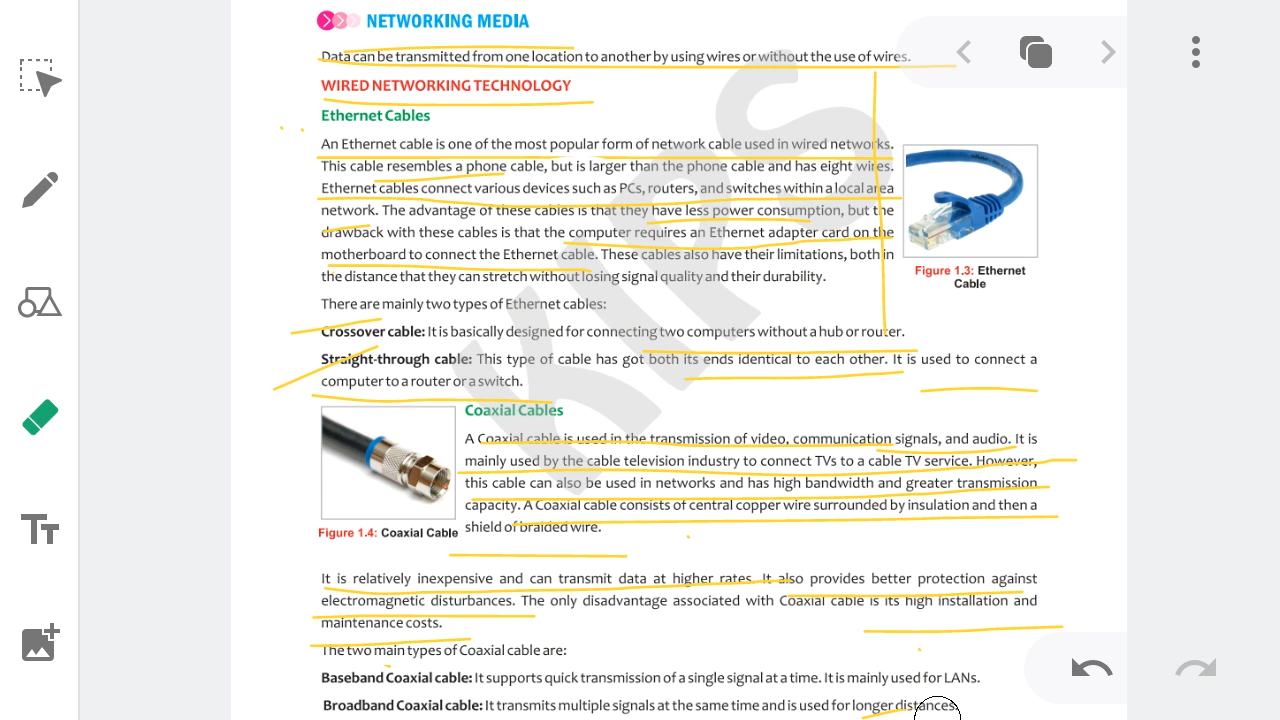 NETWORKING MEDIA
Data can be transmitted from one location to another by using wires or without the use of wires.
WIRED NETWORKING TECHNOLOGY
Ethernet Cables
An Ethernet cable is one of the most popular form of network cable used in wired networks.
This cable resembles a phone cable, but is larger than the phone cable and has eight wires.
Ethernet cables connect various devices such as PCs, routers, and switches within a local area
network. The advantage of these cables is that they have less power consumption, but the
drawback with these cables is that the computer requires an Ethernet adapter card on the
motherboard to connect the Ethernet cable. These cables also have their limitations, both in
the distance that they can stretch without losing signal quality and their durability.
Figure 1.3: Ethernet
Cable
There are mainly two types of Ethernet cables:
Crossover cable: It is basically designed for connecting two computers without a hub or router.
Straight-through cable: This type of cable has got both its ends identical to each other. It is used to connect a
computer to a router or a switch.
Coaxial Cables
A Coaxial cable is used in the transmission of video, communication signals, and audio. It is
mainly used by the cable television industry to connect TVs to a cable TV service. However,
this cable can also be used in networks and has high bandwidth and greater transmission
capacity. A Coaxial cable consists of central copper wire surrounded by insulation and then a
shield of braided wire.
Figure 1.4: Coaxial Cable
It is relatively inexpensive and can transmit data at higher rates. It also provides better protection against
electromagnetic disturbances. The only disadvantage associated with Coaxial cable is its high installation and
maintenance costs.
The two main types of Coaxial cable are:
Baseband Coaxial cable: It supports quick transmission of a single signal at a time. It is mainly used for LANs.
Broadband Coaxial cable: It transmits multiple signals at the same time and is used for longer distances.
KIPS
Tt